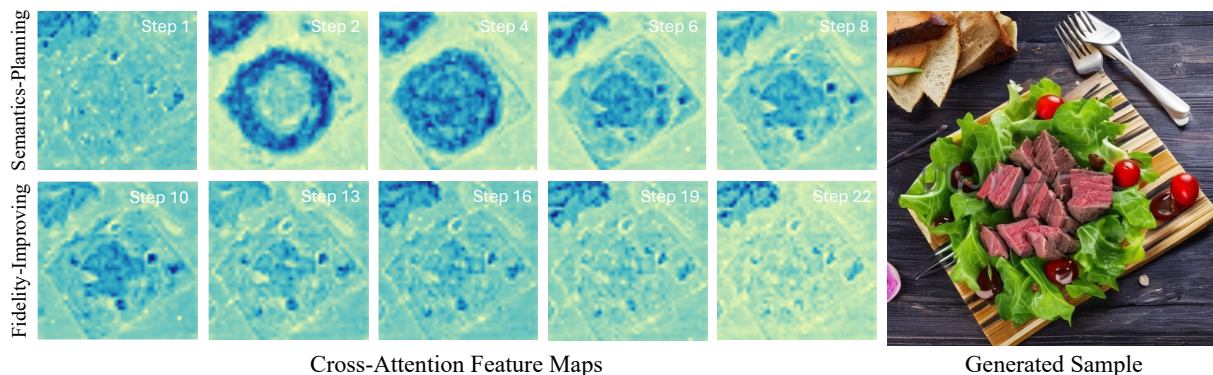 Semantics-Planning
Step 1
Step 2
Step 4
Step 6
Step 8
Fidelity-Improving
Step 10
Step 13
Step 16
Step 19
Step 22
Cross-Attention Feature Maps
Generated Sample